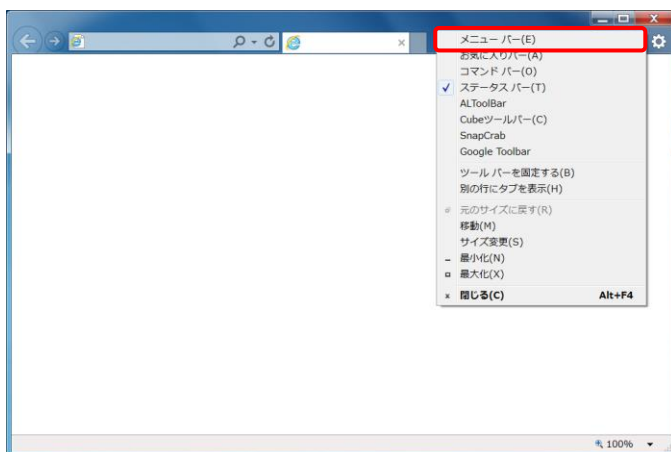 メニュー バー(E)
お気に入りバー(A)
コマンド バー(O)
ステータス バー(T)
ALToolBar
Cubeツールバー(C)
SnapCrab
Google Toolbar
ツール バーを固定する(B)
別の行にタブを表示(H)
元のサイズに戻す(R)
移動(M)
サイズ変更(S)
最小化(N)
最大化(X)
閉じる(C) Alt+F4
100%